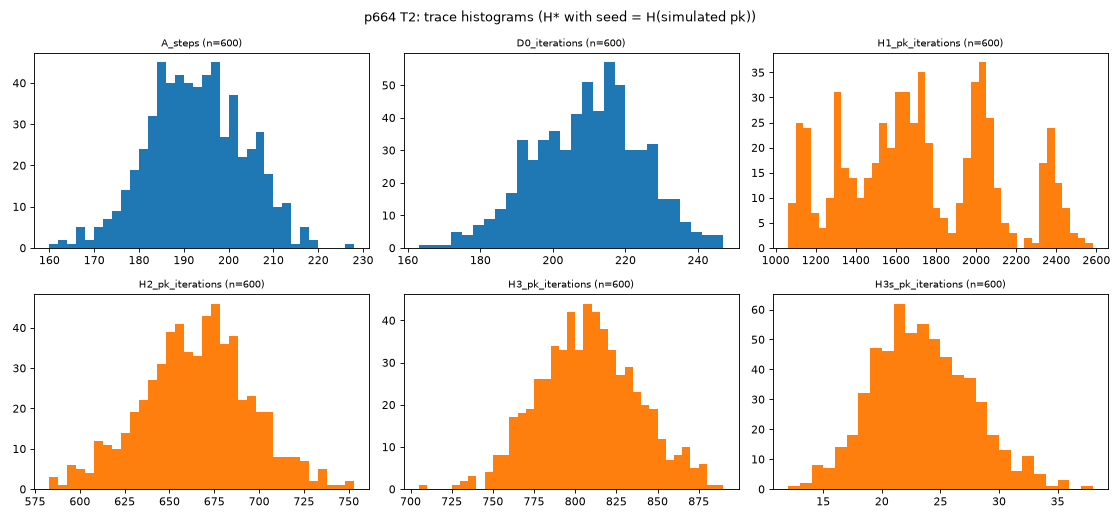 p664 T2: trace histograms (H* with seed = H(simulated pk))
A_steps (n=600)
D0_iterations (n=600)
H1_pk_iterations (n=600)
40
30
20
10
0
160 170 180 190 200 210 220 230
50
40
30
20
10
0
160 180 200 220 240
35
30
25
20
15
10
5
0
1000 1200 1400 1600 1800 2000 2200 2400 2600
H2_pk_iterations (n=600)
H3_pk_iterations (n=600)
H3s_pk_iterations (n=600)
40
30
20
10
0
575 600 625 650 675 700 725 750
40
30
20
10
0
700 725 750 775 800 825 850 875
60
50
40
30
20
10
0
15 20 25 30 35